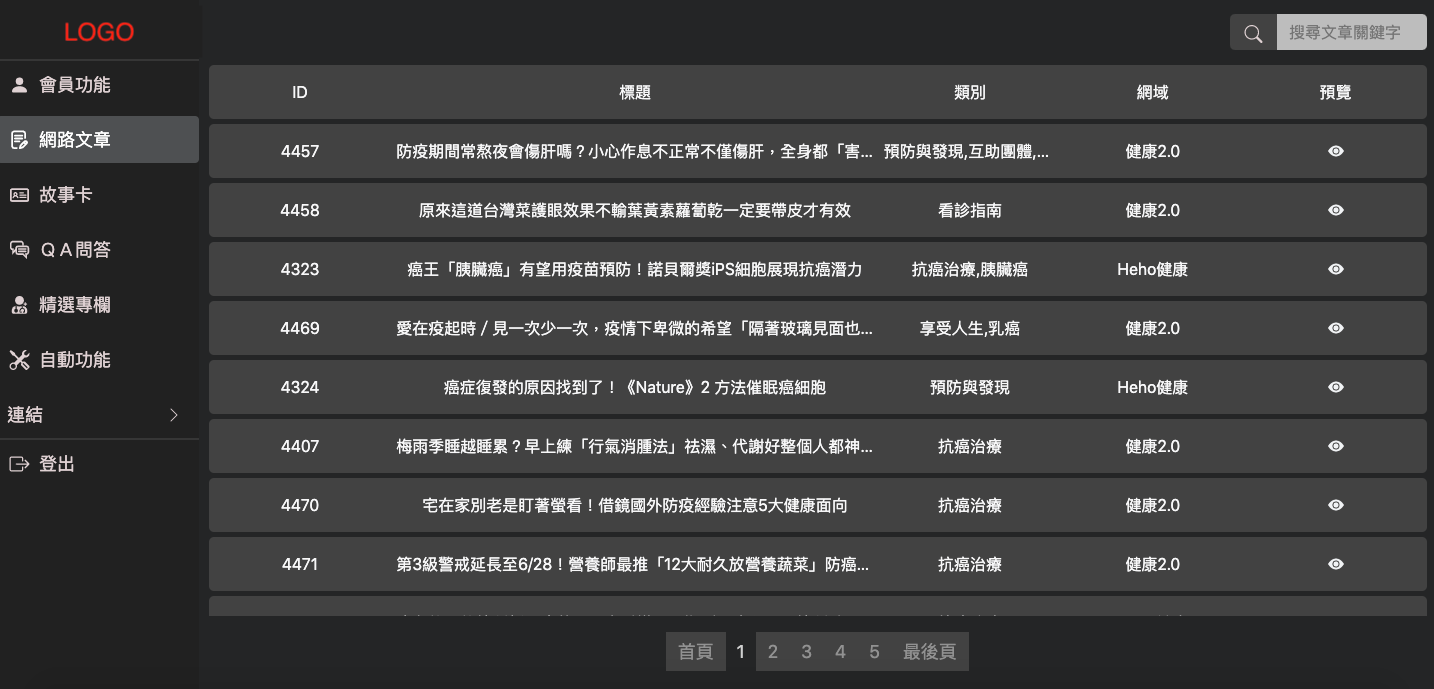 LOGO
搜尋文章關鍵字
會員功能
網路文章
故事卡
ＱＡ問答
精選專欄
自動功能
連結
登出
ID 標題 類別 網域 預覽
4457 防疫期間常熬夜會傷肝嗎？小心作息不正常不僅傷肝，全身都「害... 預防與發現,互助團體,... 健康2.0
4458 原來這道台灣菜護眼效果不輸葉黃素蘿蔔乾一定要帶皮才有效 看診指南 健康2.0
4323 癌王「胰臟癌」有望用疫苗預防！諾貝爾獎iPS細胞展現抗癌潛力 抗癌治療,胰臟癌 Heho健康
4469 愛在疫起時／見一次少一次，疫情下卑微的希望「隔著玻璃見面也... 享受人生,乳癌 健康2.0
4324 癌症復發的原因找到了！《Nature》2 方法催眠癌細胞 預防與發現 Heho健康
4407 梅雨季睡越睡累？早上練「行氣消腫法」祛濕、代謝好整個人都神... 抗癌治療 健康2.0
4470 宅在家別老是盯著螢看！借鏡國外防疫經驗注意5大健康面向 抗癌治療 健康2.0
4471 第3級警戒延長至6/28！營養師最推「12大耐久放營養蔬菜」防癌... 抗癌治療 健康2.0
首頁 1 2 3 4 5 最後頁